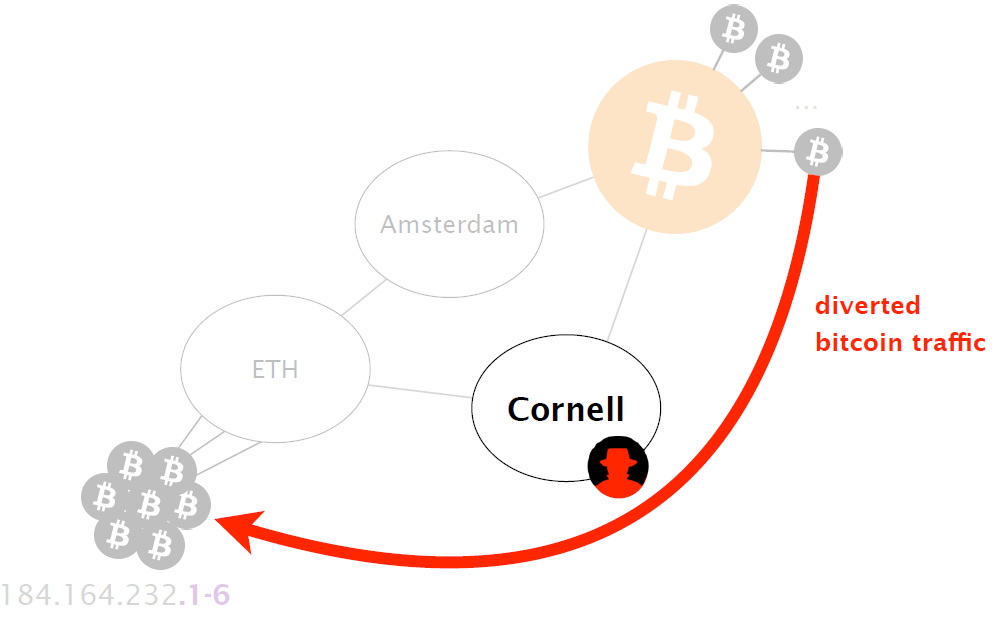 ...
Amsterdam
diverted
bitcoin traffic
ETH
Cornell
184.164.232.1-6